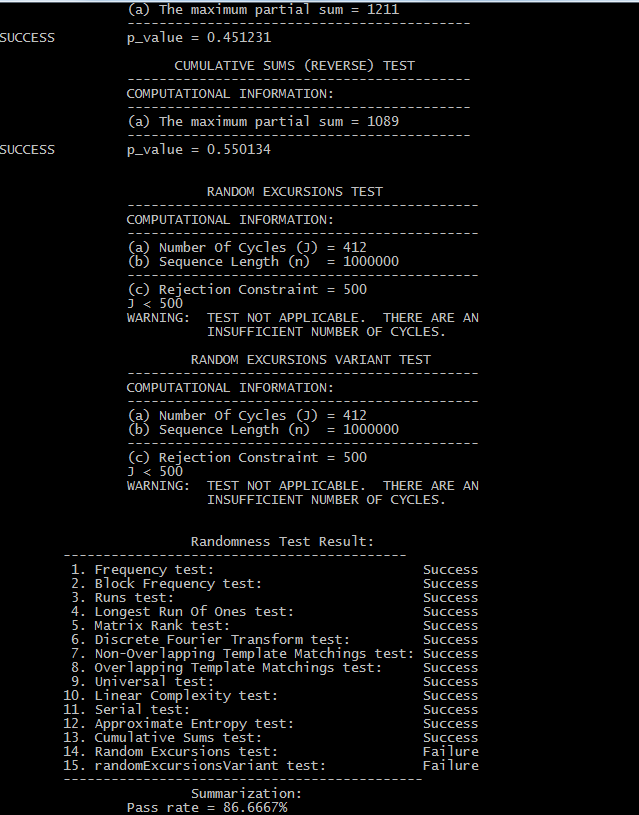 (a) The maximum partial sum = 1211
-------------------------------------------
SUCCESS p_value = 0.451231
CUMULATIVE SUMS (REVERSE) TEST
-------------------------------------------
COMPUTATIONAL INFORMATION:
-------------------------------------------
(a) The maximum partial sum = 1089
-------------------------------------------
SUCCESS p_value = 0.550134
RANDOM EXCURSIONS TEST
--------------------------------------------
COMPUTATIONAL INFORMATION:
--------------------------------------------
(a) Number Of Cycles (J) = 412
(b) Sequence Length (n) = 1000000
--------------------------------------------
(c) Rejection Constraint = 500
J < 500
WARNING: TEST NOT APPLICABLE. THERE ARE AN
INSUFFICIENT NUMBER OF CYCLES.
RANDOM EXCURSIONS VARIANT TEST
--------------------------------------------
COMPUTATIONAL INFORMATION:
--------------------------------------------
(a) Number Of Cycles (J) = 412
(b) Sequence Length (n) = 1000000
--------------------------------------------
(c) Rejection Constraint = 500
J < 500
WARNING: TEST NOT APPLICABLE. THERE ARE AN
INSUFFICIENT NUMBER OF CYCLES.
Randomness Test Result:
-------------------------------------------
1. Frequency test: Success
2. Block Frequency test: Success
3. Runs test: Success
4. Longest Run Of Ones test: Success
5. Matrix Rank test: Success
6. Discrete Fourier Transform test: Success
7. Non-Overlapping Template Matchings test: Success
8. Overlapping Template Matchings test: Success
9. Universal test: Success
10. Linear Complexity test: Success
11. Serial test: Success
12. Approximate Entropy test: Success
13. Cumulative Sums test: Success
14. Random Excursions test: Failure
15. randomExcursionsVariant test: Failure
---------------------------------------------
Summarization:
Pass rate = 86.6667%